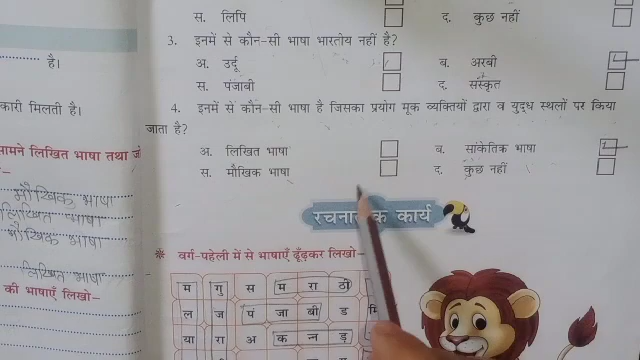 स. लिपि द. कुछ नहीं
3. इनमें से कौन-सी भाषा भारतीय नहीं है?
अ. उर्दू ब. अरबी
स. पंजाबी द. संस्कृत
4. इनमें से कौन-सी भाषा है जिसका प्रयोग मूक व्यक्तियों द्वारा व युद्ध स्थलों पर किया
जाता है?
अ. लिखित भाषा ब. सांकेतिक भाषा
स. मौखिक भाषा द. कुछ नहीं
कार्य
वर्ग-पहेली में से भाषाएँ ढूँढ़कर लिखो-
म गु स म रा ठी
ल ज पं जा बी ड
या रा अ क न्न ड़
है।
कारी मिलती है।
सामने लिखित भाषा तथा
मौखिक भाषा
लिखित भाषा
मौखिक भाषा
लिखित भाषा
की भाषाएँ लिखो-